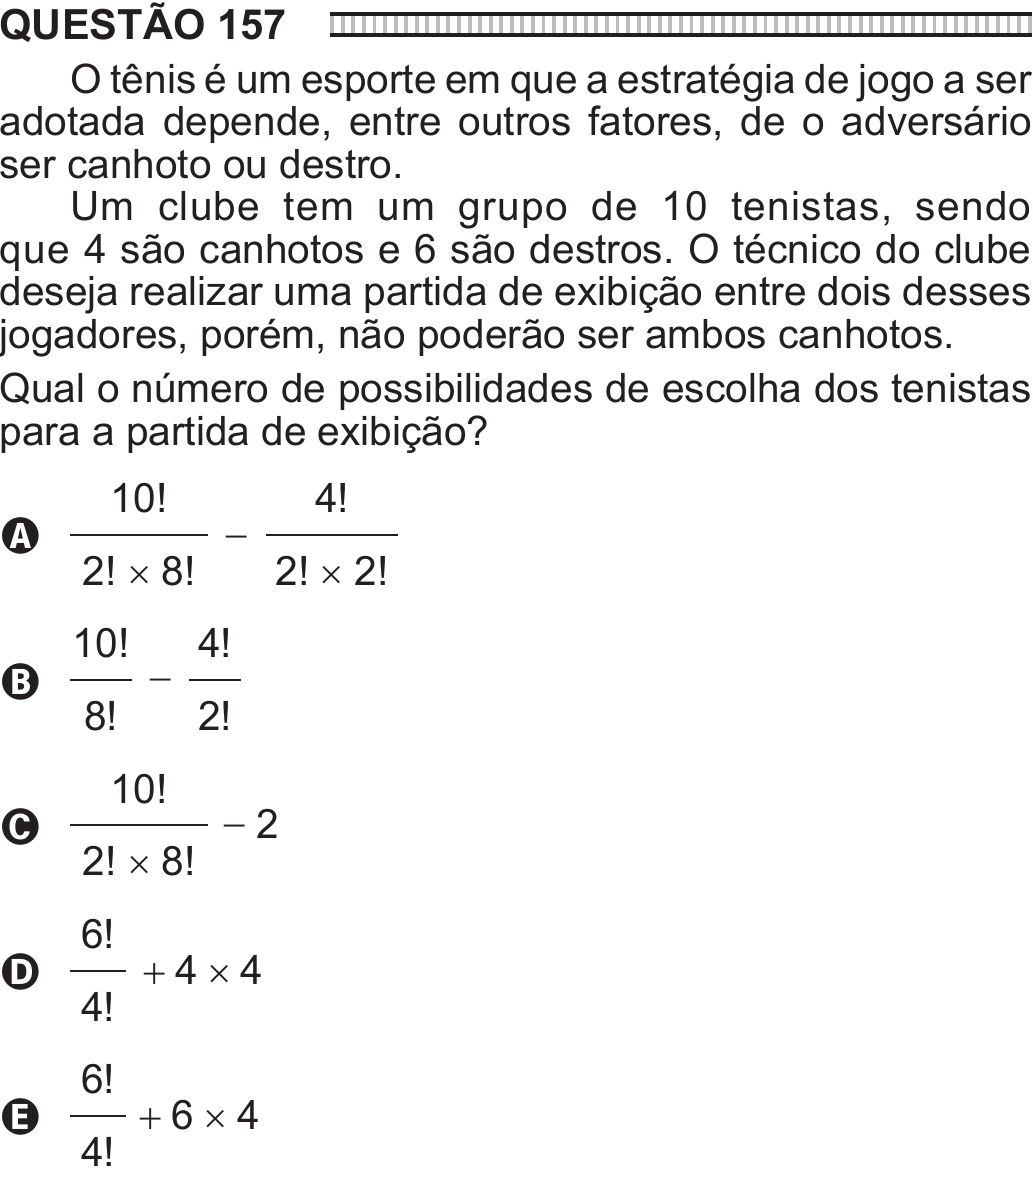 QUESTÃO 157
O tênis é um esporte em que a estratégia de jogo a ser
adotada depende, entre outros fatores, de o adversário
ser canhoto ou destro.
Um clube tem um grupo de 10 tenistas, sendo
que 4 são canhotos e 6 são destros. O técnico do clube
deseja realizar uma partida de exibição entre dois desses
jogadores, porém, não poderão ser ambos canhotos.
Qual o número de possibilidades de escolha dos tenistas
para a partida de exibição?
10! 4!
A −
2! × 8! 2! × 2!
10! 4!
B −
8! 2!
10!
C − 2
2! × 8!
6!
D + 4 × 4
4!
6!
E + 6 × 4
4!